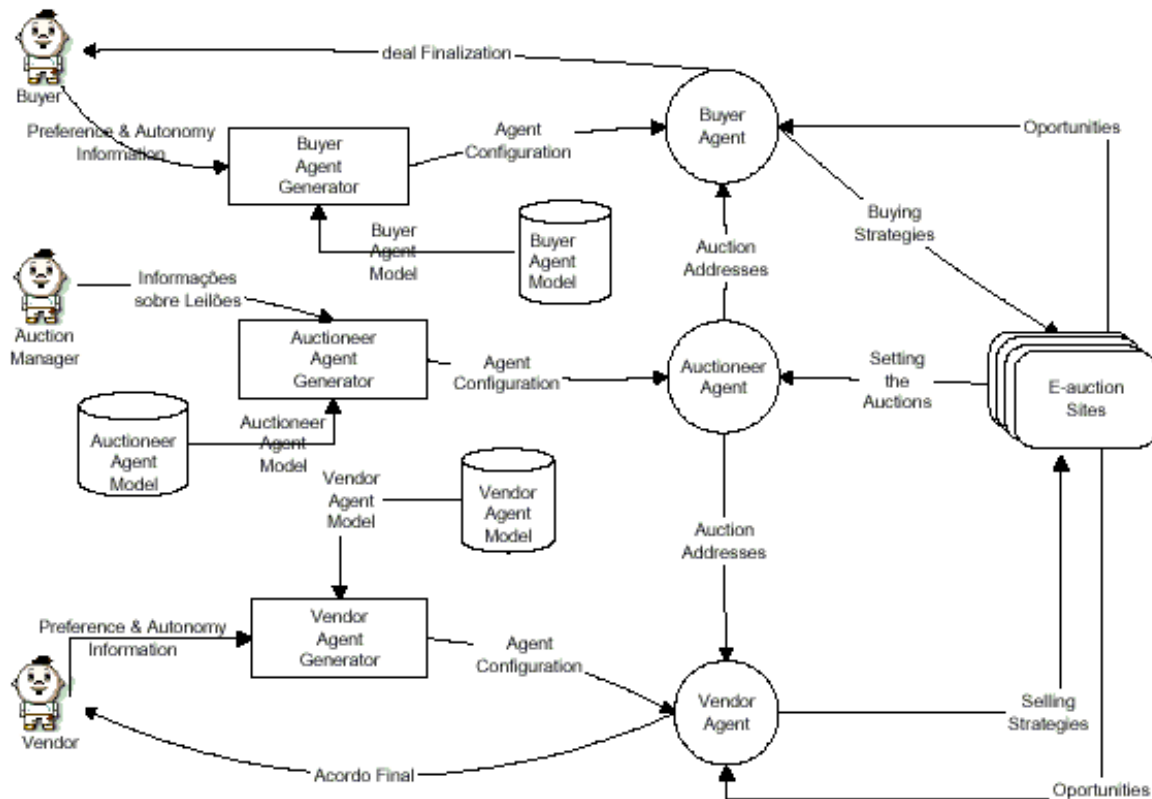 deal Finalization
Buyer
Preference & Autonomy
Information
Buyer
Agent
Generator
Agent
Configuration
Buyer
Agent
Oportunities
Buyer
Agent
Model
Buyer
Agent
Model
Auction
Addresses
Buying
Strategies
Auction
Manager
Informações
sobre Leilões
Auctioneer
Agent
Generator
Agent
Configuration
Auctioneer
Agent
Setting
the
Auctions
E-auction
Sites
Auctioneer
Agent
Model
Auctioneer
Agent
Model
Vendor
Agent
Model
Vendor
Agent
Model
Auction
Addresses
Preference & Autonomy
Information
Vendor
Agent
Generator
Agent
Configuration
Vendor
Agent
Selling
Strategies
Vendor
Acordo Final
Oportunities